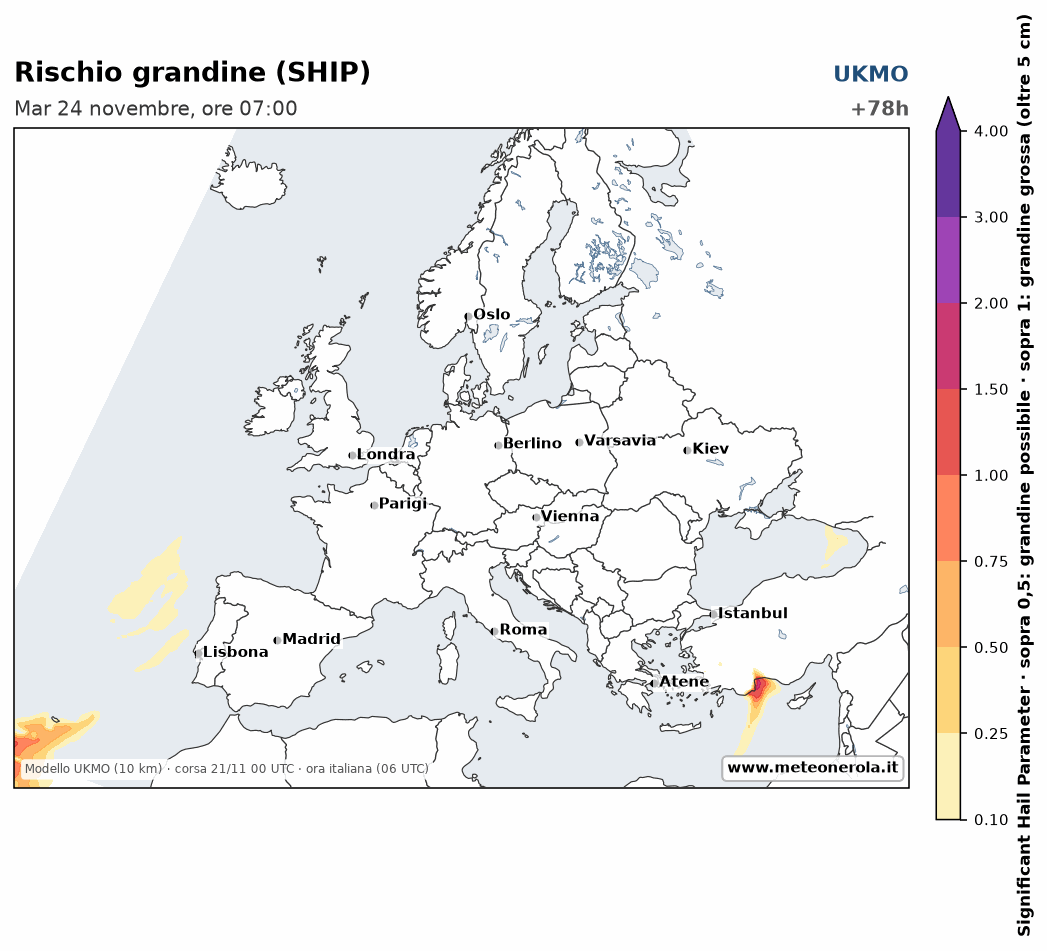 Rischio grandine (SHIP)
UKMO
Mar 24 novembre, ore 07:00
+78h
Oslo
Londra
Berlino
Varsavia
Kiev
Parigi
Vienna
Istanbul
Roma
Madrid
Lisbona
Atene
Modello UKMO (10 km) · corsa 21/11 00 UTC · ora italiana (06 UTC)
www.meteonerola.it
4.00
3.00
2.00
1.50
1.00
0.75
0.50
0.25
0.10
Significant Hail Parameter · sopra 0,5: grandine possibile · sopra 1: grandine grossa (oltre 5 cm)